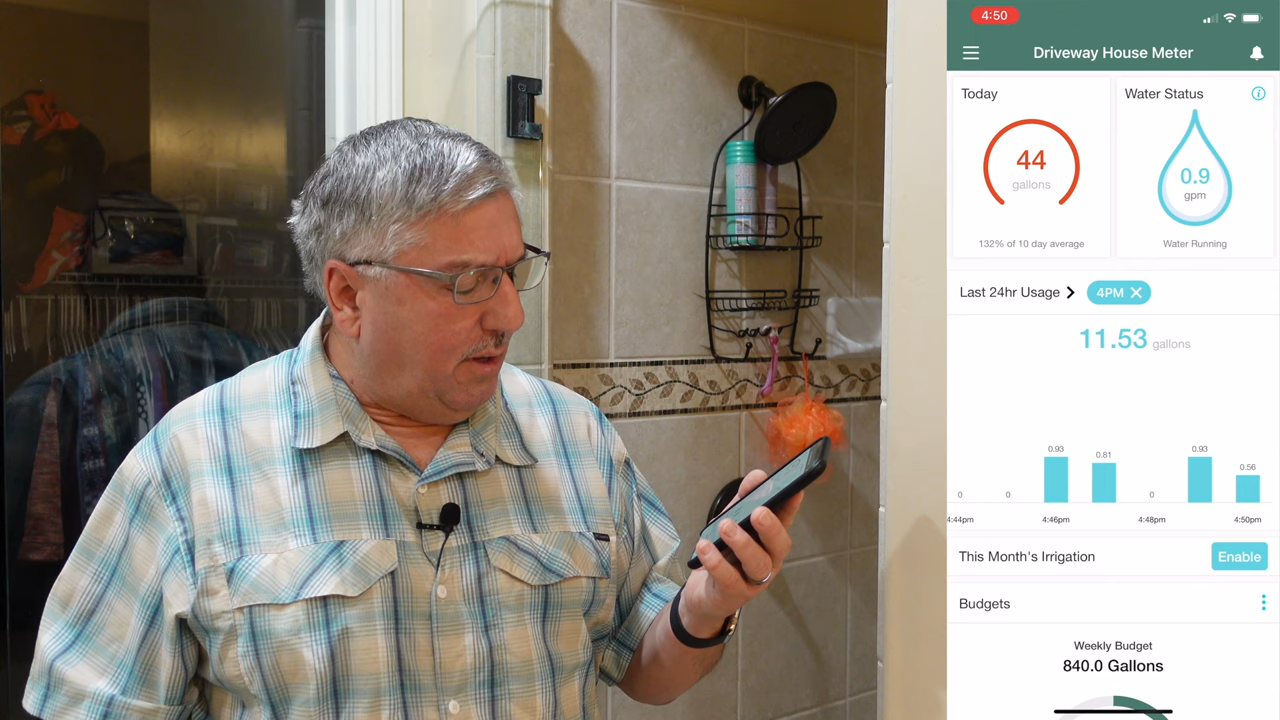 4:50
Driveway House Meter
Today
44
gallons
132% of 10 day average
Water Status
0.9
gpm
Water Running
Last 24hr Usage
4PM
11.53 gallons
0 0 0.93 0.81 0 0.93 0.56
4:44pm 4:46pm 4:48pm 4:50pm
This Month's Irrigation
Enable
Budgets
Weekly Budget
840.0 Gallons